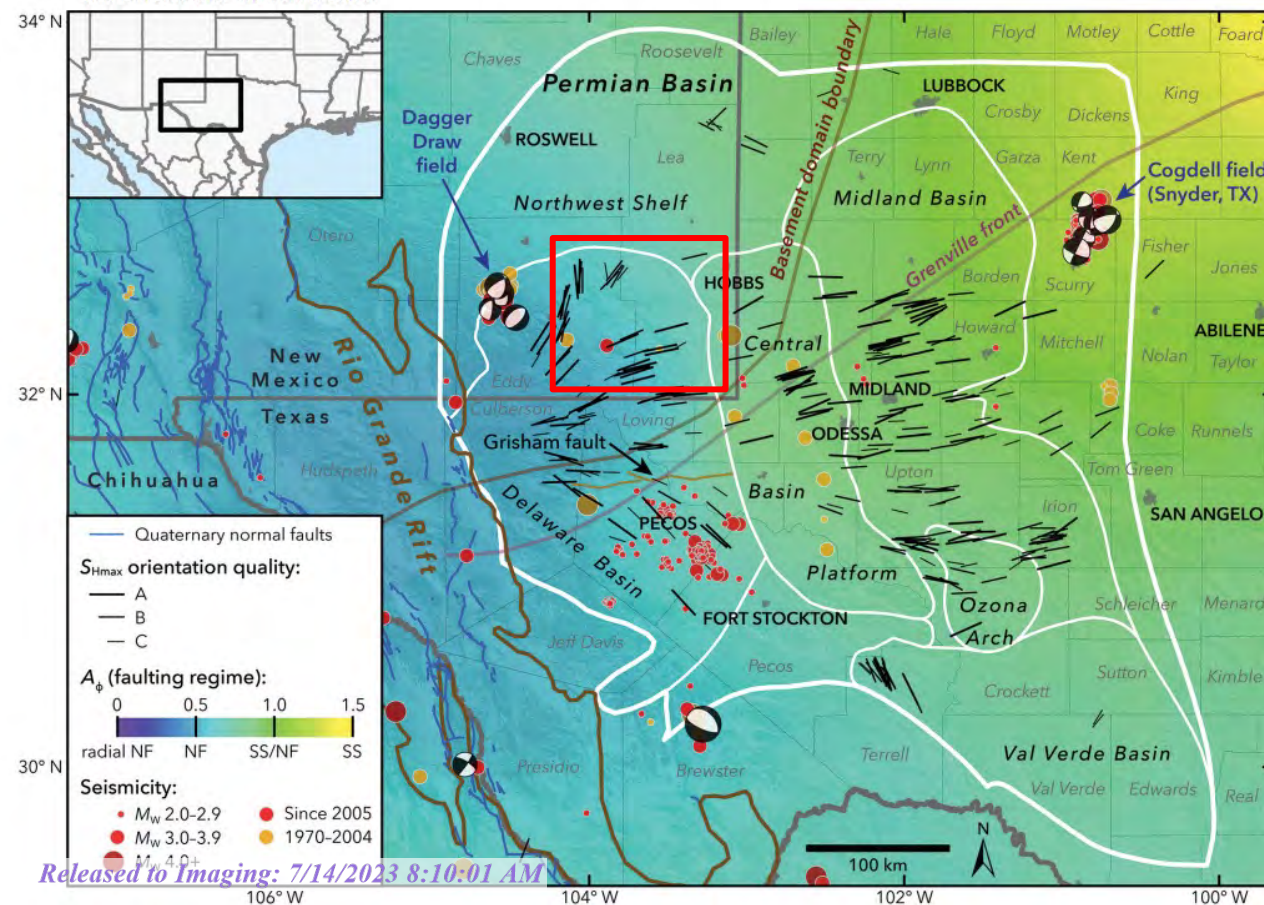 34° N
Bailey
Hale
Floyd
Motley
Cottle
Foard
Chaves
Roosevelt
Permian Basin
LUBBOCK
King
Crosby
Dickens
Dagger
Draw
field
ROSWELL
Basement domain boundary
Lea
Terry
Lynn
Garza
Kent
Cogdell field
(Snyder, TX)
Northwest Shelf
Midland Basin
Otero
Grenville front
Fisher
Jones
HOBBS
Borden
Scurry
Howard
ABILENE
Central
Mitchell
Nolan
Taylor
New
Mexico
Rio Grande Rift
Eddy
32° N
MIDLAND
Texas
Culberson
Loving
ODESSA
Coke
Runnels
Grisham fault
Chihuahua
Hudspeth
Upton
Tom Green
Delaware Basin
Basin
Irion
PECOS
SAN ANGELO
Platform
Ozona
Arch
Schleicher
Menard
FORT STOCKTON
Jeff Davis
Pecos
Crockett
Sutton
Kimble
30° N
Presidio
Brewster
Terrell
Val Verde Basin
Val Verde
Edwards
Real
Quaternary normal faults
SHmax orientation quality:
A
B
C
Aϕ (faulting regime):
0
0.5
1.0
1.5
radial NF
NF
SS/NF
SS
Seismicity:
Mw 2.0–2.9
Since 2005
Mw 3.0–3.9
1970–2004
Mw 4.0+
N
100 km
Released to Imaging: 7/14/2023 8:10:01 AM
106° W
104° W
102° W
100° W